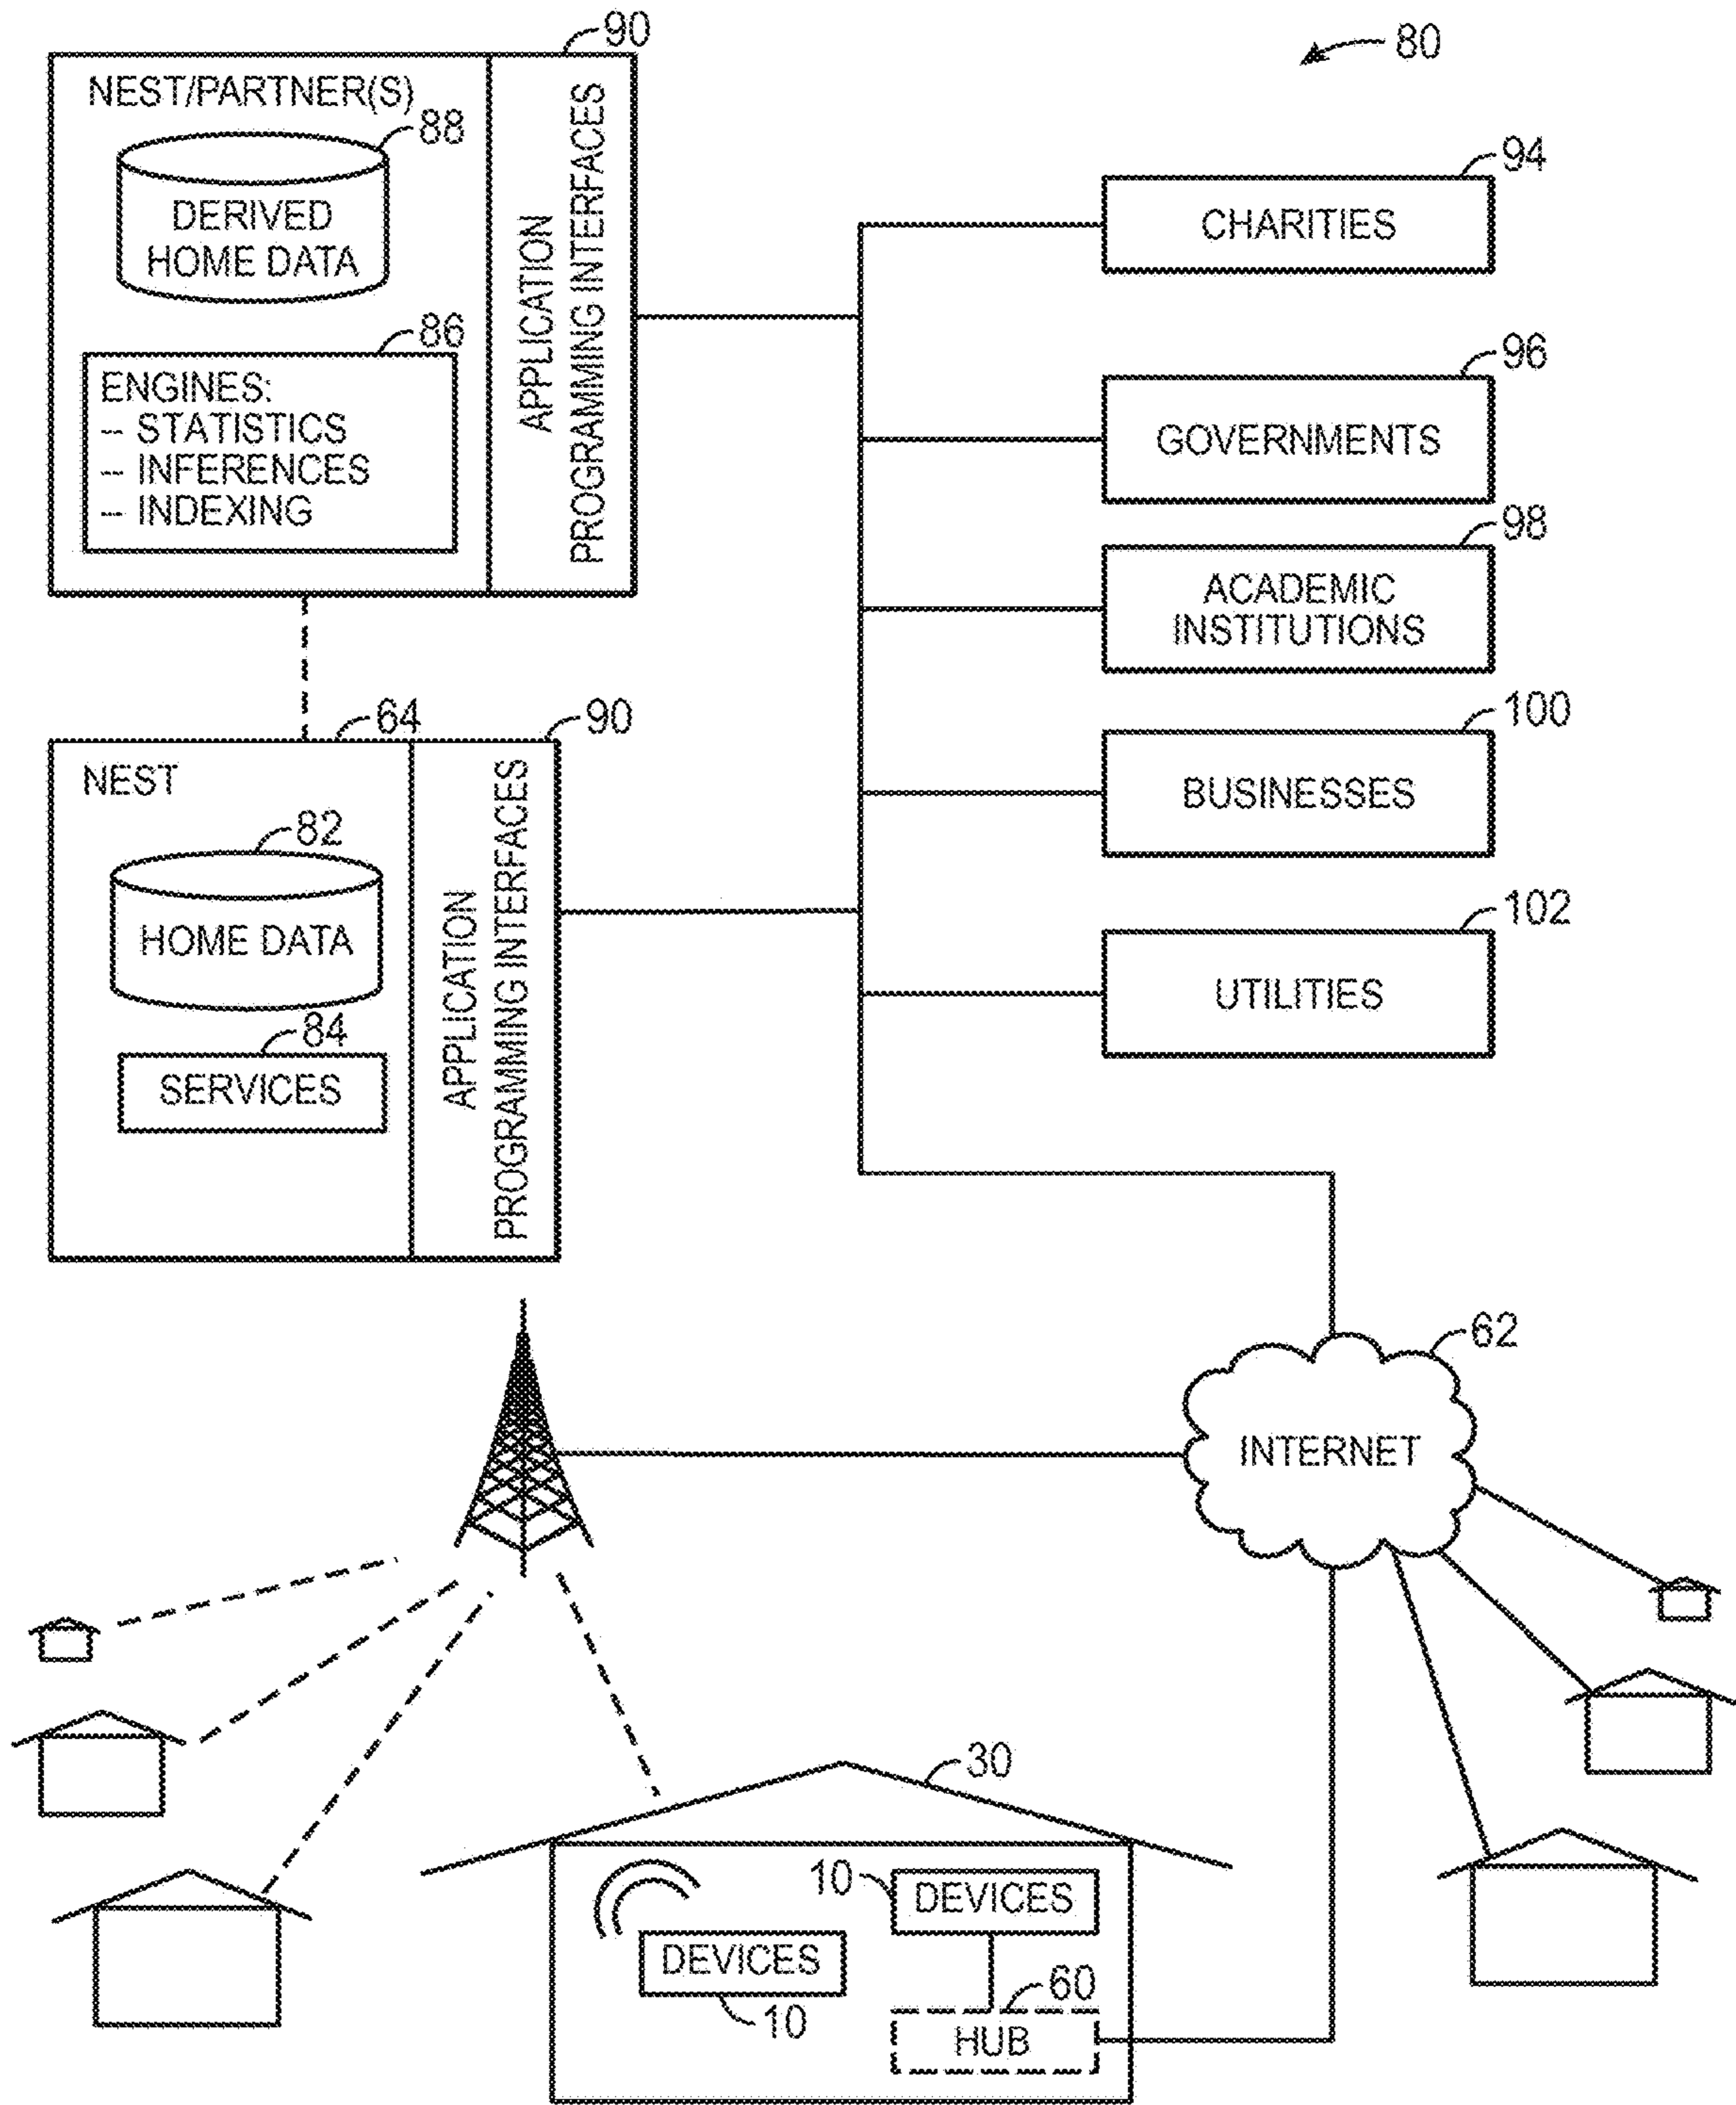 90
80
NEST/PARTNER(S)
88
DERIVED
HOME DATA
86
ENGINES:
– STATISTICS
– INFERENCES
– INDEXING
APPLICATION
PROGRAMMING INTERFACES
94
CHARITIES
96
GOVERNMENTS
98
ACADEMIC
INSTITUTIONS
100
BUSINESSES
102
UTILITIES
64
90
NEST
82
HOME DATA
84
SERVICES
APPLICATION
PROGRAMMING INTERFACES
62
INTERNET
30
10
DEVICES
DEVICES
10
60
HUB